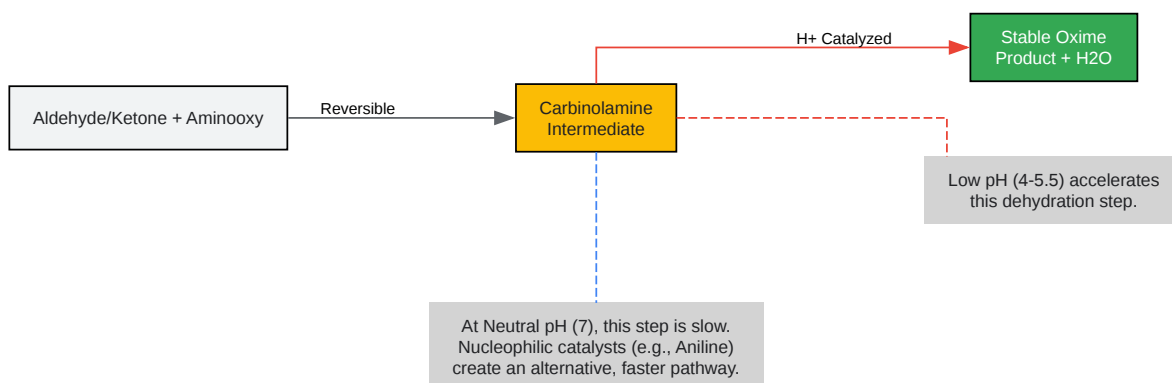 H+ Catalyzed
Stable Oxime
Product + H2O
Aldehyde/Ketone + Aminooxy
Reversible
Carbinolamine
Intermediate
Low pH (4-5.5) accelerates
this dehydration step.
At Neutral pH (7), this step is slow.
Nucleophilic catalysts (e.g., Aniline)
create an alternative, faster pathway.